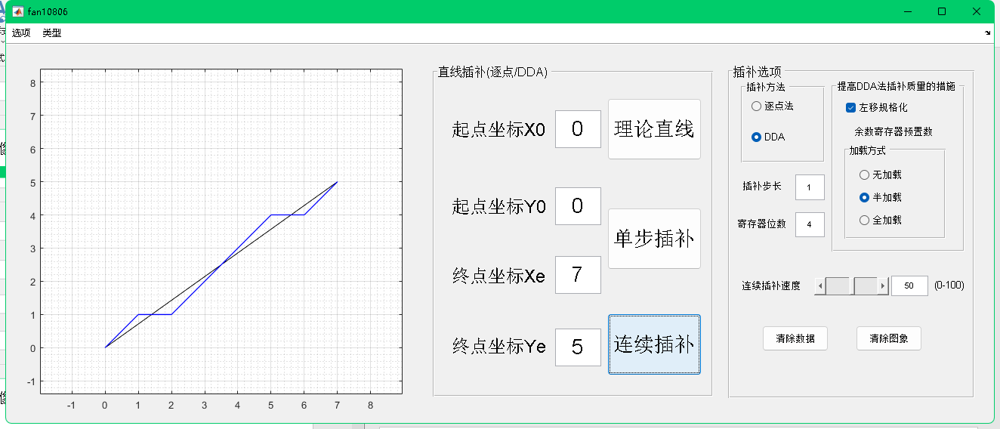 fan10806
选项 类型
8
7
6
5
4
3
2
1
0
-1
-1 0 1 2 3 4 5 6 7 8
直线插补(逐点/DDA)
起点坐标X0 0 理论直线
起点坐标Y0 0
单步插补
终点坐标Xe 7
终点坐标Ye 5 连续插补
插补选项
插补方法
逐点法
DDA
提高DDA法插补质量的措施
左移规格化
余数寄存器预置数
加载方式
无加载
半加载
全加载
插补步长 1
寄存器位数 4
连续插补速度 50 (0-100)
清除数据 清除图象